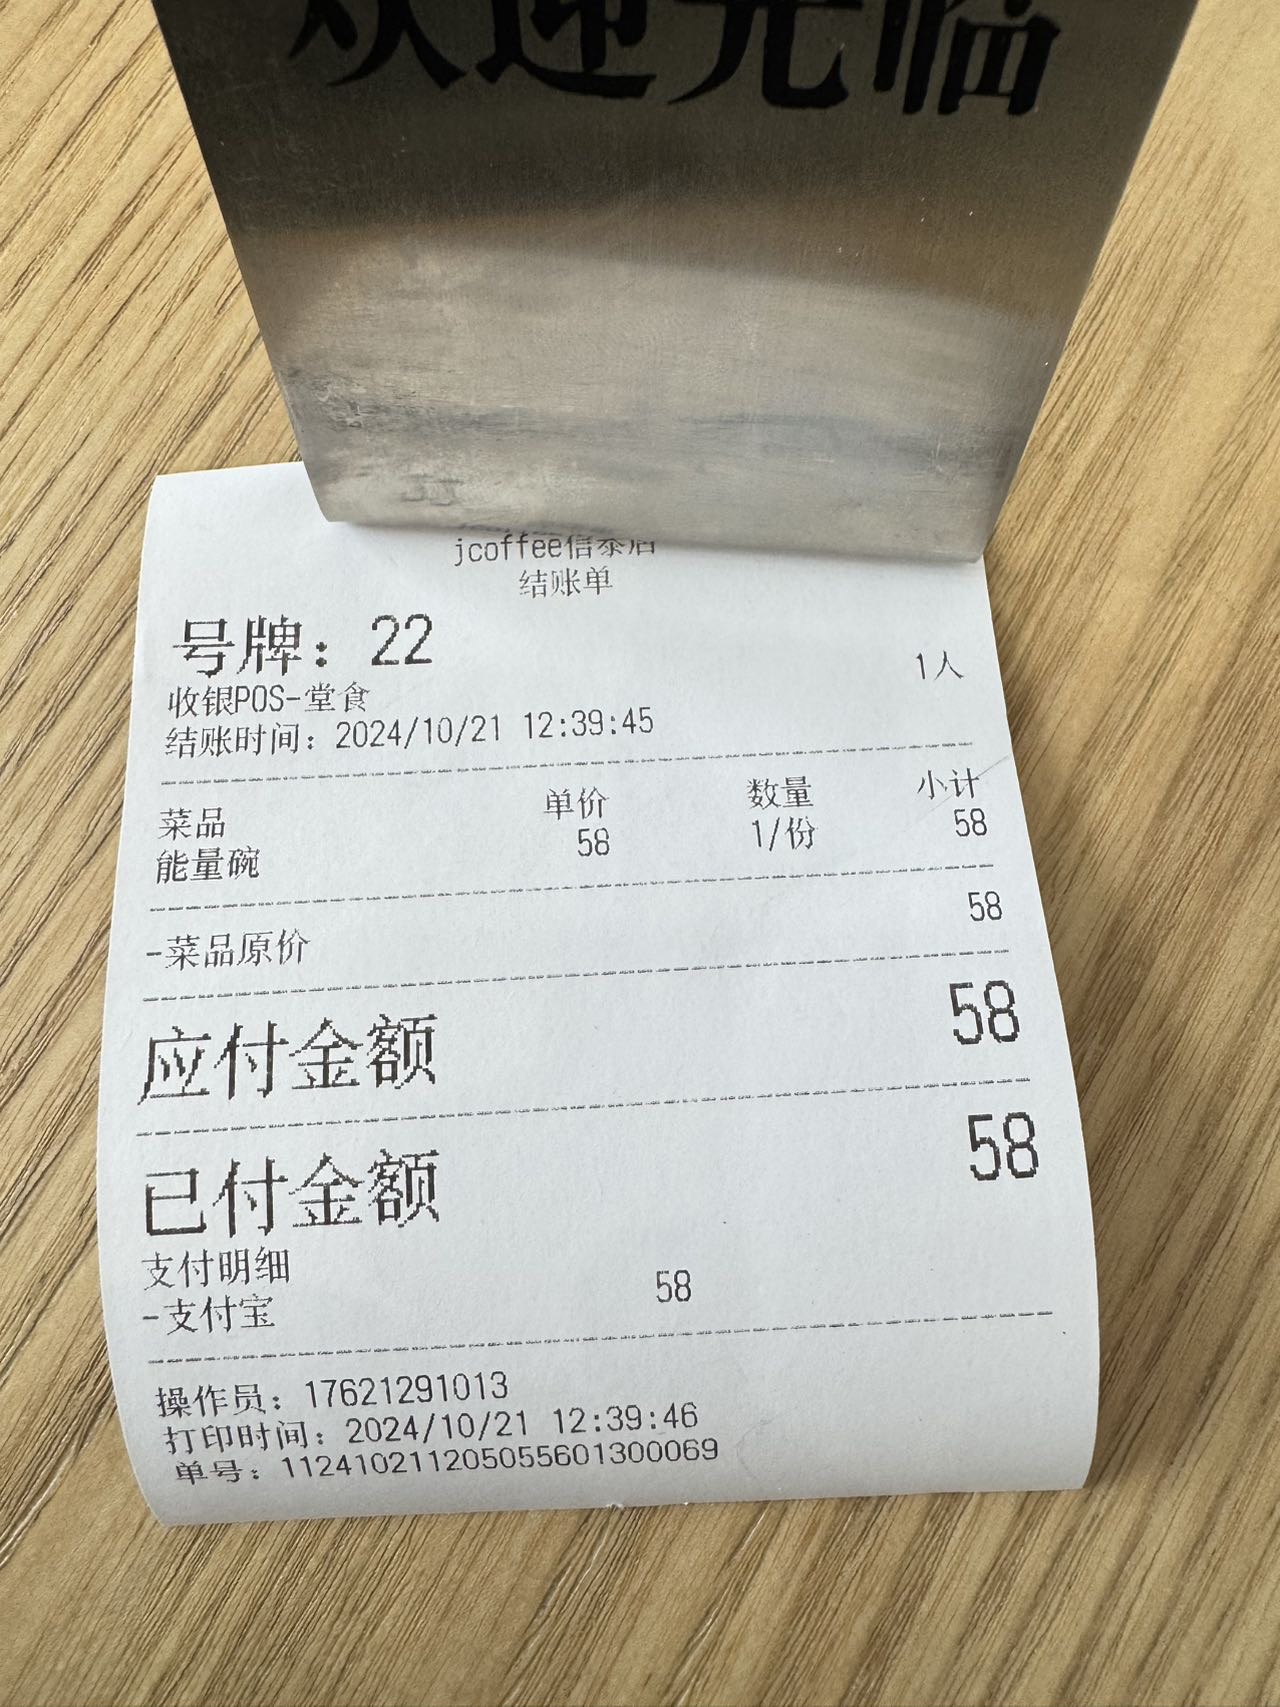 欢迎光临
jcoffee信泰店
结账单
号牌：22
1人
收银POS-堂食
结账时间：2024/10/21 12:39:45
菜品 单价 数量 小计
能量碗 58 1/份 58
-菜品原价 58
应付金额 58
已付金额 58
支付明细
-支付宝 58
操作员：17621291013
打印时间：2024/10/21 12:39:46
单号：11241021120505560130069